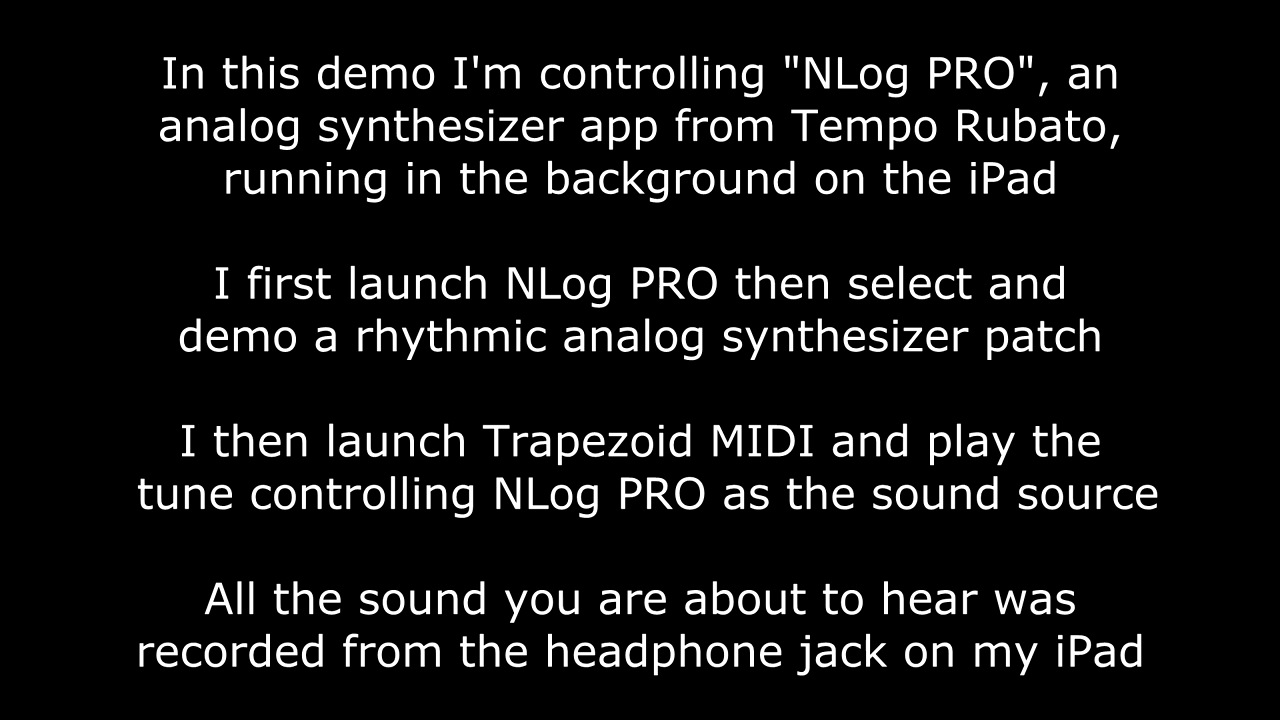 In this demo I'm controlling "NLog PRO", an
analog synthesizer app from Tempo Rubato,
running in the background on the iPad
I first launch NLog PRO then select and
demo a rhythmic analog synthesizer patch
I then launch Trapezoid MIDI and play the
tune controlling NLog PRO as the sound source
All the sound you are about to hear was
recorded from the headphone jack on my iPad